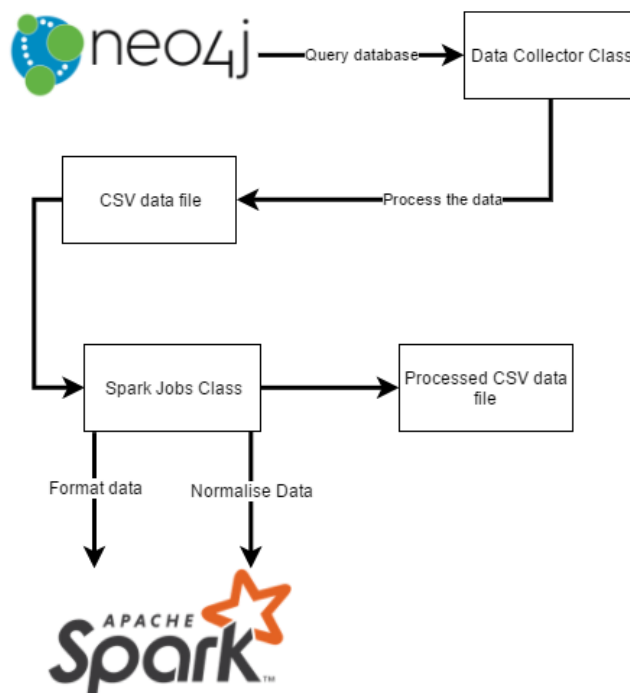 neo4j
Query database
Data Collector Class
CSV data file
Process the data
Spark Jobs Class
Processed CSV data
file
Format data
Normalise Data
APACHE
Spark™